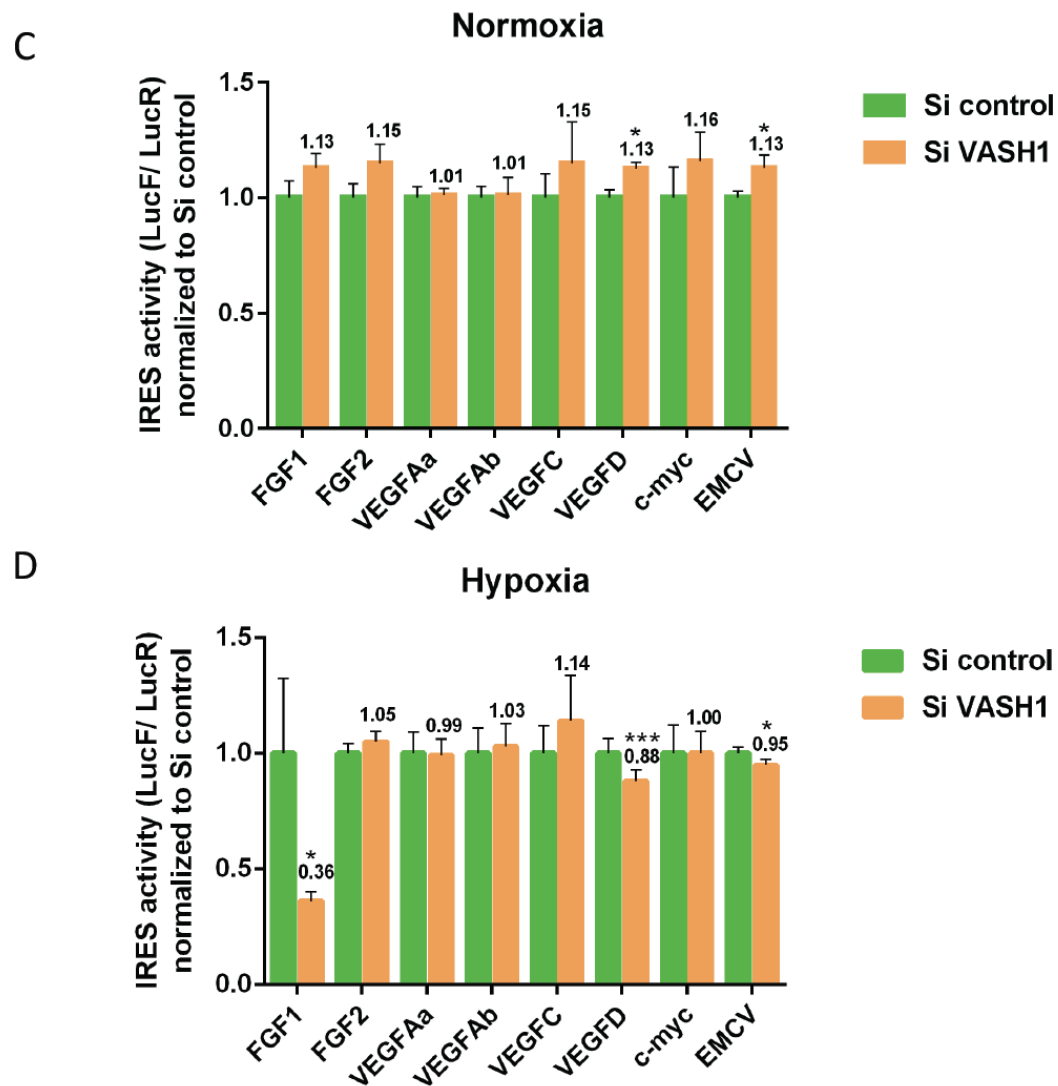 C
Normoxia
IRES activity (LucF/ LucR)
normalized to Si control
1.5
1.0
0.5
0.0
1.13
1.15
1.01
1.01
1.15
*
1.13
1.16
*
1.13
FGF1
FGF2
VEGFAa
VEGFAb
VEGFC
VEGFD
c-myc
EMCV
Si control
Si VASH1
D
Hypoxia
IRES activity (LucF/ LucR)
normalized to Si control
1.5
1.0
0.5
0.0
*
0.36
1.05
0.99
1.03
1.14
***
0.88
1.00
*
0.95
FGF1
FGF2
VEGFAa
VEGFAb
VEGFC
VEGFD
c-myc
EMCV
Si control
Si VASH1